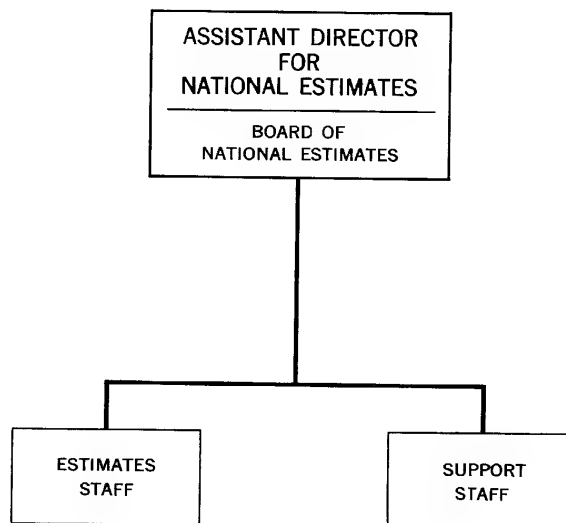 ASSISTANT DIRECTOR
FOR
NATIONAL ESTIMATES
BOARD OF
NATIONAL ESTIMATES
ESTIMATES
STAFF
SUPPORT
STAFF